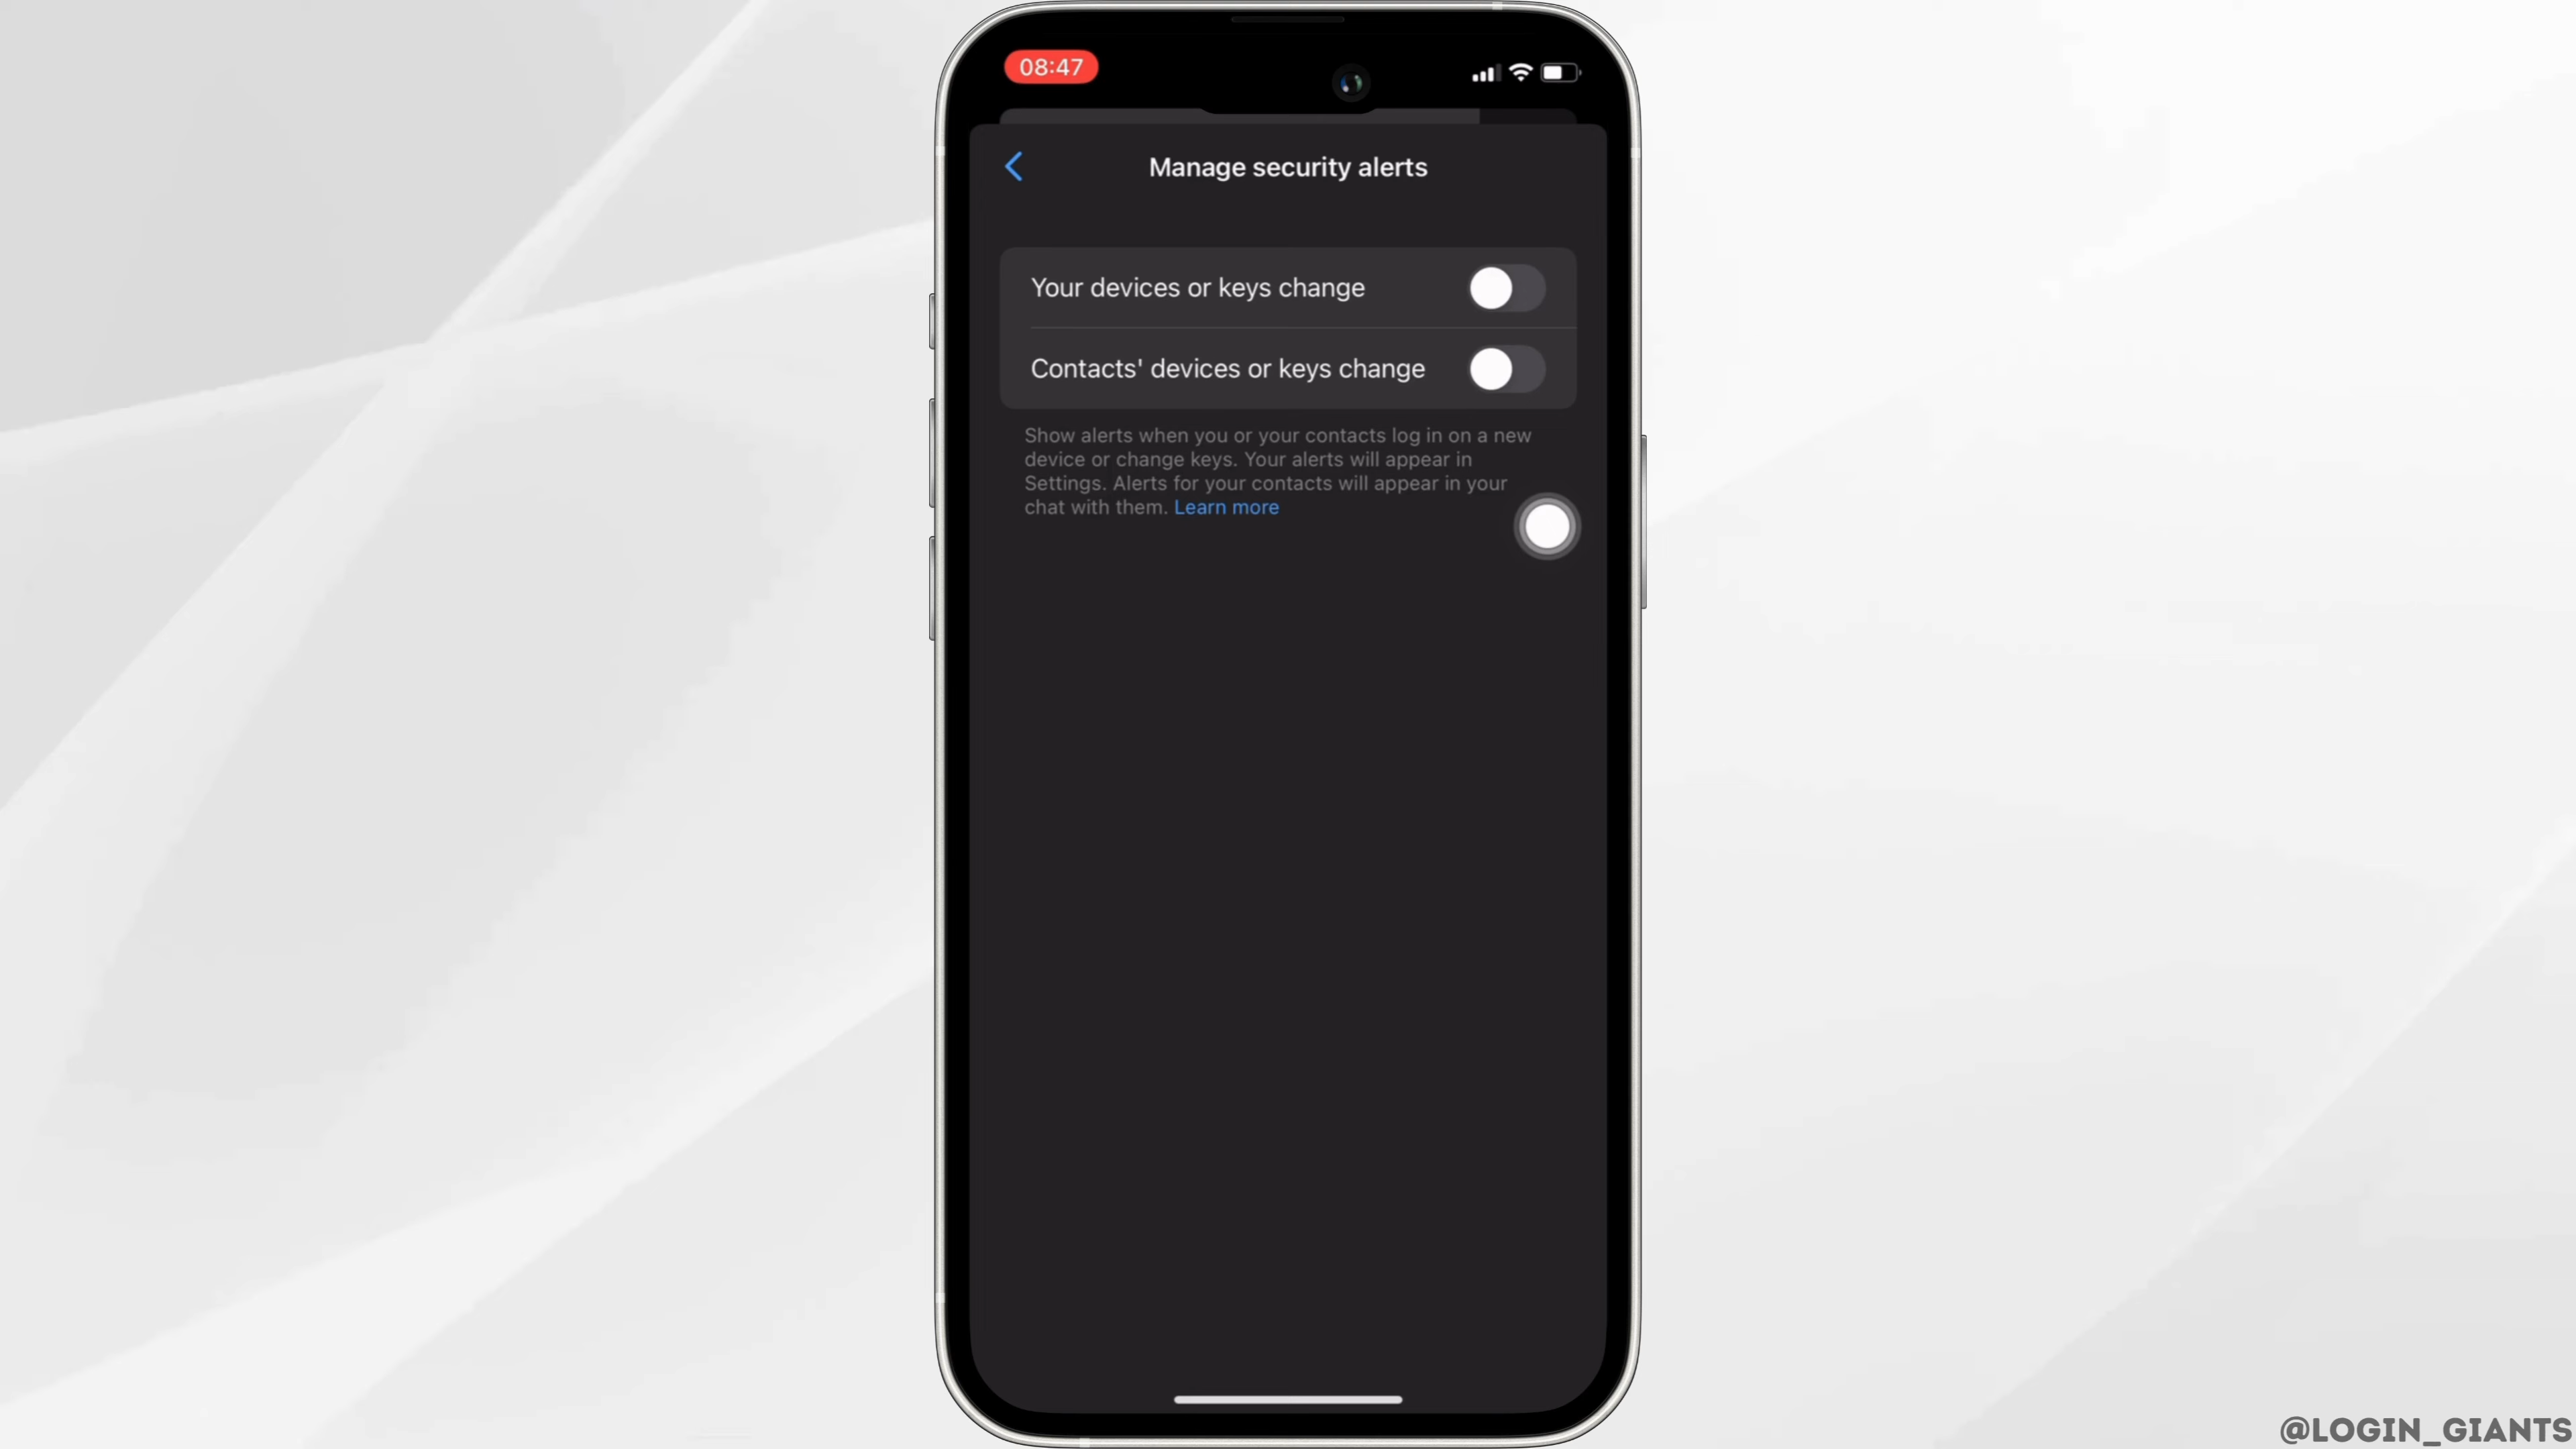 08:47
Manage security alerts
Your devices or keys change
Contacts' devices or keys change
Show alerts when you or your contacts log in on a new
device or change keys. Your alerts will appear in
Settings. Alerts for your contacts will appear in your
chat with them. Learn more
@LOGIN_GIANTS